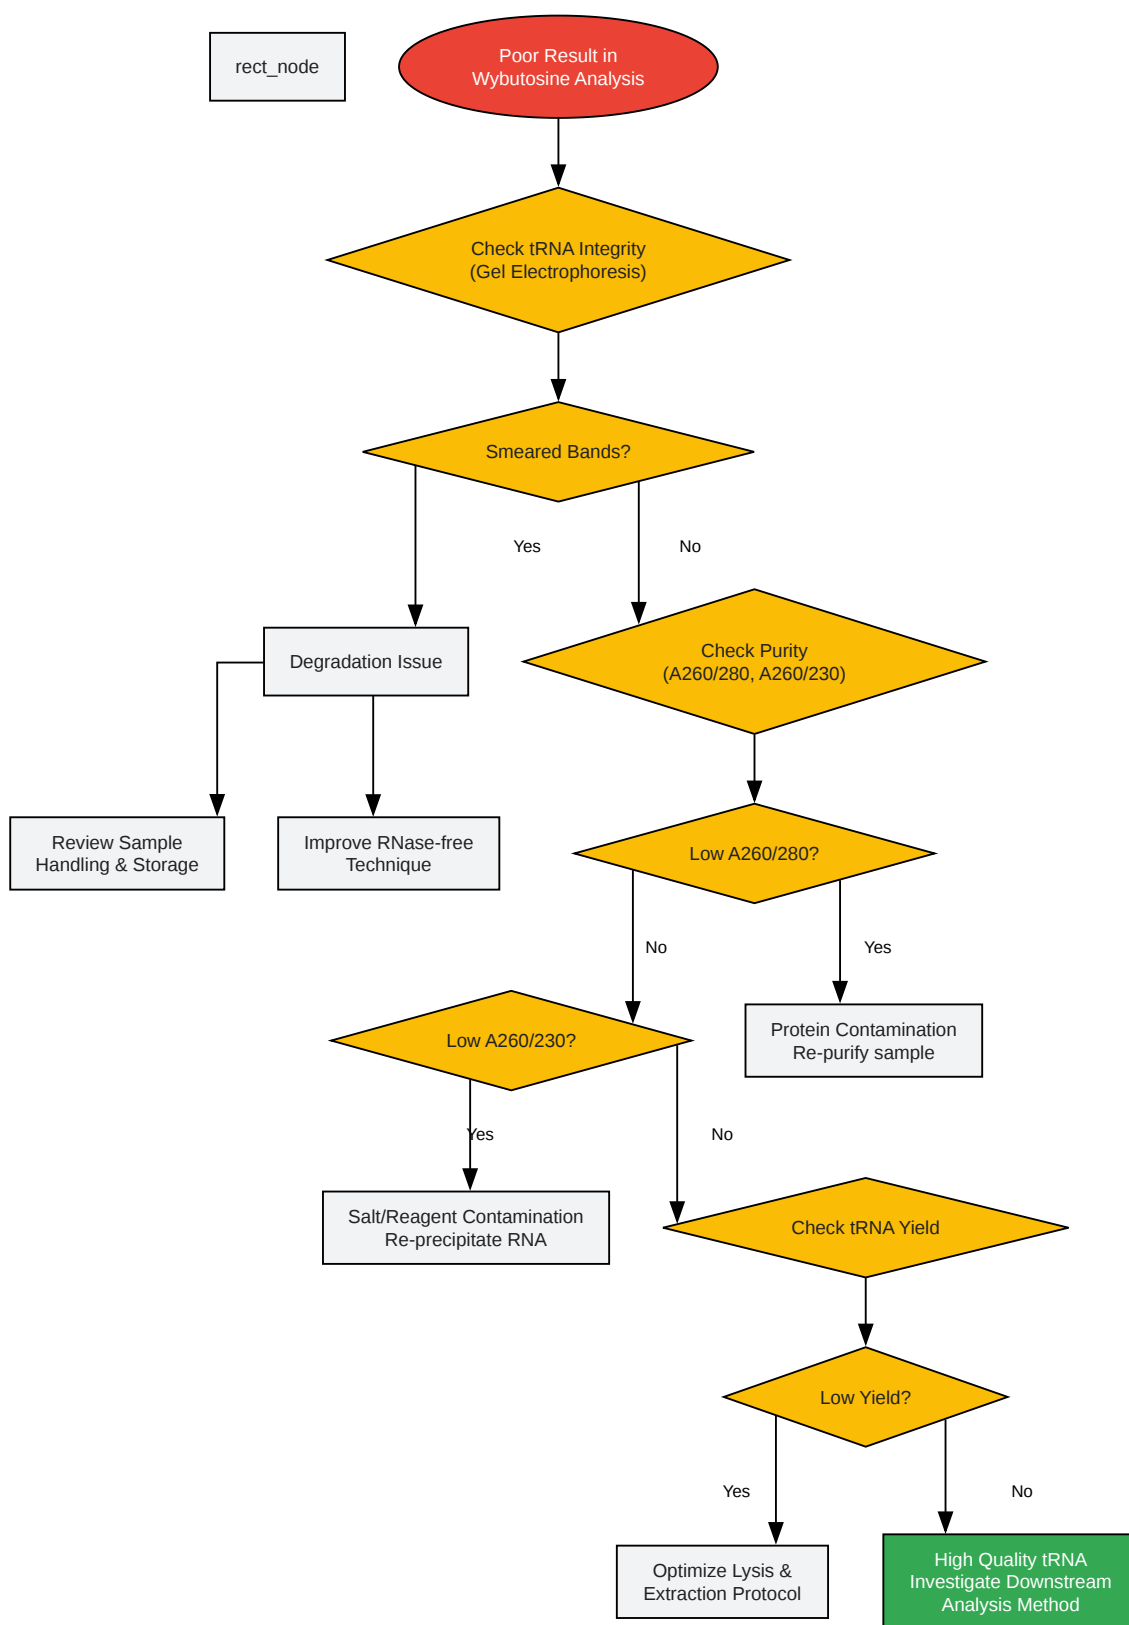 rect_node
Poor Result in
Wybutosine Analysis
Check tRNA Integrity
(Gel Electrophoresis)
Smeared Bands?
Yes
No
Degradation Issue
Check Purity
(A260/280, A260/230)
Review Sample
Handling & Storage
Improve RNase-free
Technique
Low A260/280?
No
Yes
Low A260/230?
Protein Contamination
Re-purify sample
Yes
No
Salt/Reagent Contamination
Re-precipitate RNA
Check tRNA Yield
Low Yield?
Yes
No
Optimize Lysis &
Extraction Protocol
High Quality tRNA
Investigate Downstream
Analysis Method